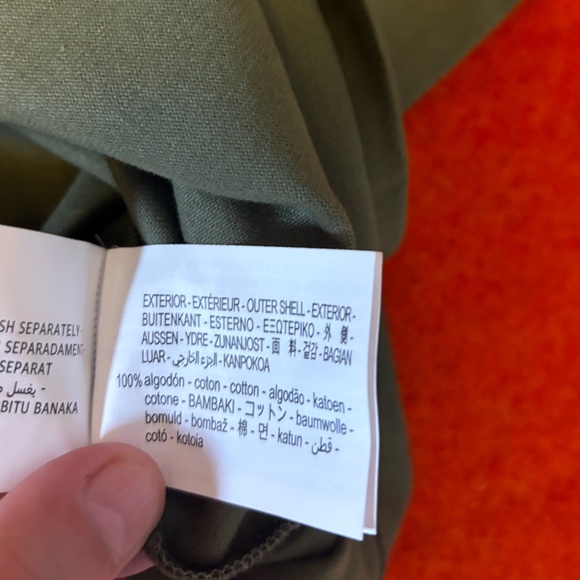 SH SEPARATELY-
SEPARADAMENT
SEPARAT
يغسل -
BITU BANAKA
EXTERIOR - EXTÉRIEUR - OUTER SHELL - EXTERIOR -
BUITENKANT - ESTERNO - ΕΞΩΤΕΡΙΚΟ - 外 側 -
AUSSEN - YDRE - ZUNANJOST - 面 料 - 겉감 - BAGIAN
LUAR - الجزء الخارجي - KANPOKOA
100% algodón - coton - cotton - algodão - katoen -
cotone - BAMBAKI - コットン - baumwolle -
bomuld - bombaž - 棉 - 면 - katun - قطن -
cotó - kotoia